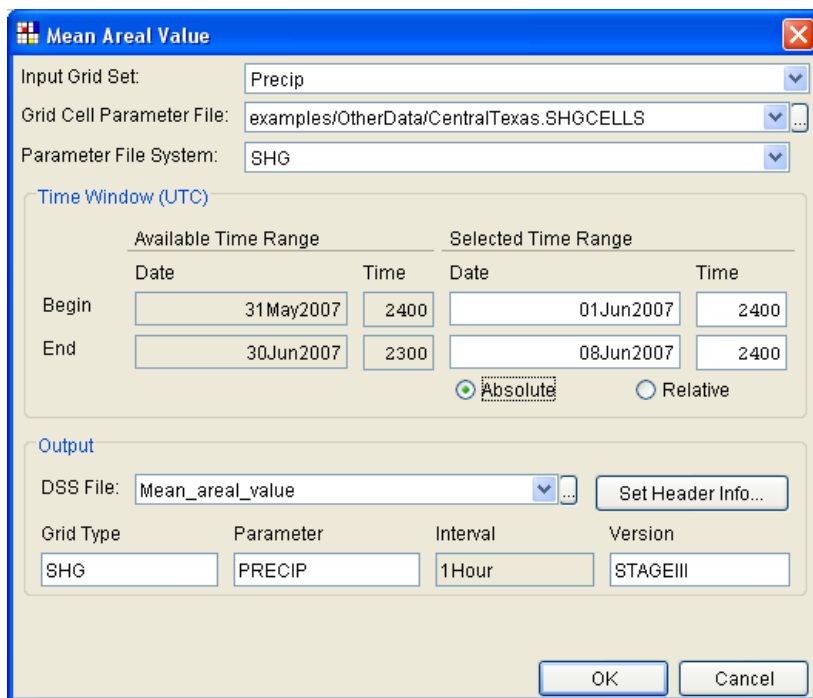 Mean Areal Value
Input Grid Set: Precip
Grid Cell Parameter File: examples/OtherData/CentralTexas.SHGCELLS ...
Parameter File System: SHG
Time Window (UTC)
Available Time Range Selected Time Range
Date Time Date Time
Begin 31May2007 2400 01Jun2007 2400
End 30Jun2007 2300 08Jun2007 2400
Absolute Relative
Output
DSS File: Mean_areal_value ... Set Header Info...
Grid Type Parameter Interval Version
SHG PRECIP 1Hour STAGEIII
OK Cancel